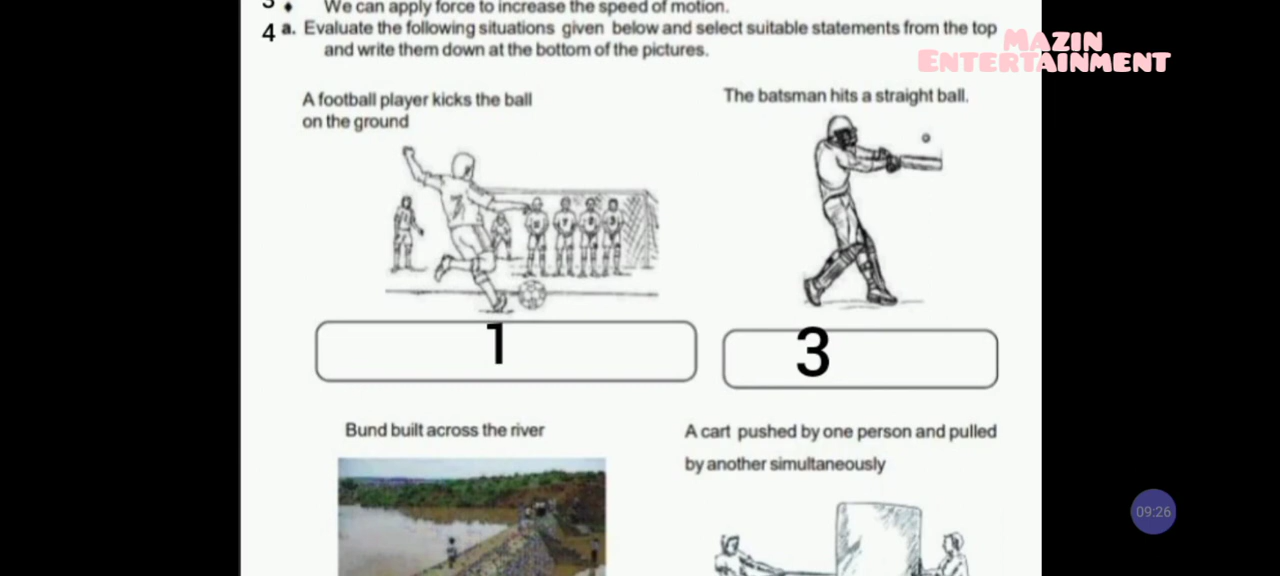 3 ♦ We can apply force to increase the speed of motion.
4 a. Evaluate the following situations given below and select suitable statements from the top
and write them down at the bottom of the pictures.
MAZIN
ENTERTAINMENT
A football player kicks the ball
on the ground
The batsman hits a straight ball.
1
3
Bund built across the river
A cart pushed by one person and pulled
by another simultaneously
09:26